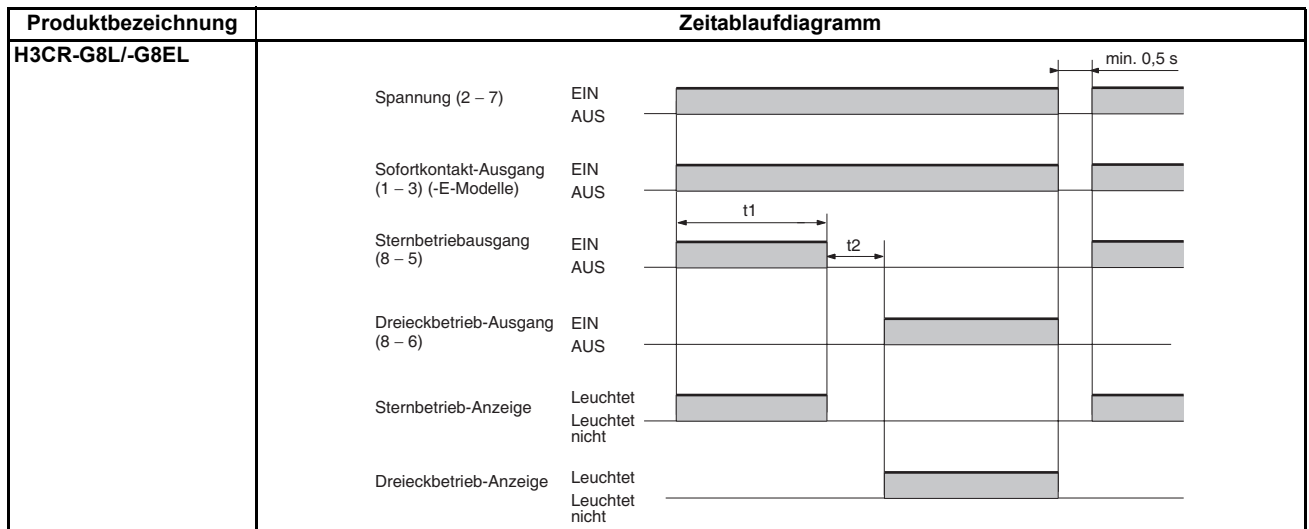 Produktbezeichnung
Zeitablaufdiagramm
H3CR-G8L/-G8EL
min. 0,5 s
Spannung (2 – 7)
EIN
AUS
Sofortkontakt-Ausgang
(1 – 3) (-E-Modelle)
EIN
AUS
t1
Sternbetriebausgang
(8 – 5)
EIN
AUS
t2
Dreieckbetrieb-Ausgang
(8 – 6)
EIN
AUS
Sternbetrieb-Anzeige
Leuchtet
Leuchtet
nicht
Dreieckbetrieb-Anzeige
Leuchtet
Leuchtet
nicht